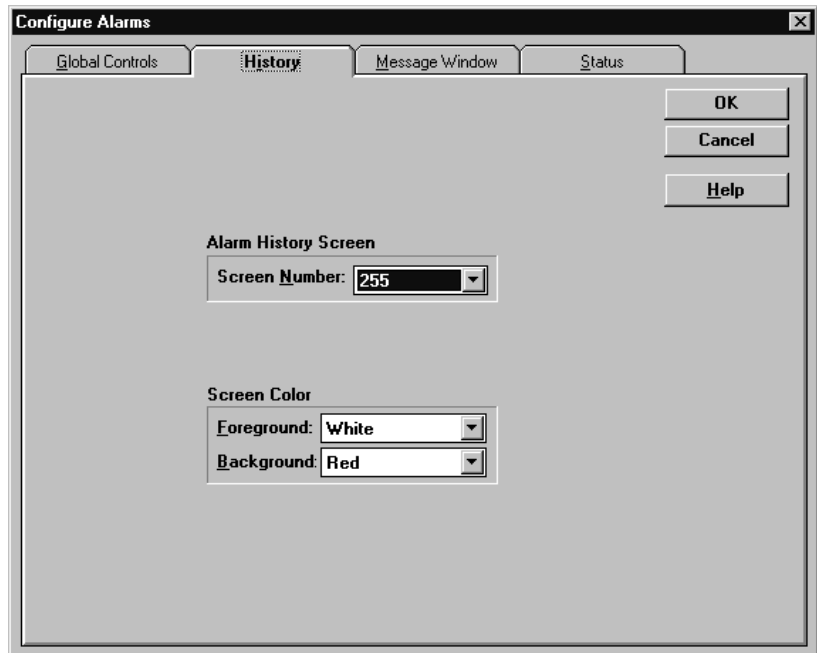 Configure Alarms
Global Controls History Message Window Status
OK
Cancel
Help
Alarm History Screen
Screen Number: 255
Screen Color
Foreground: White
Background: Red